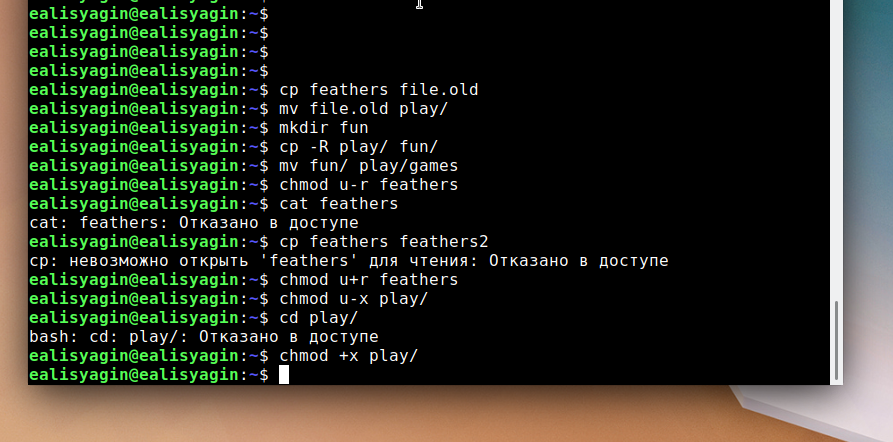 ealisyagin@ealisyagin:~$
ealisyagin@ealisyagin:~$
ealisyagin@ealisyagin:~$
ealisyagin@ealisyagin:~$
ealisyagin@ealisyagin:~$ cp feathers file.old
ealisyagin@ealisyagin:~$ mv file.old play/
ealisyagin@ealisyagin:~$ mkdir fun
ealisyagin@ealisyagin:~$ cp -R play/ fun/
ealisyagin@ealisyagin:~$ mv fun/ play/games
ealisyagin@ealisyagin:~$ chmod u-r feathers
ealisyagin@ealisyagin:~$ cat feathers
cat: feathers: Отказано в доступе
ealisyagin@ealisyagin:~$ cp feathers feathers2
cp: невозможно открыть 'feathers' для чтения: Отказано в доступе
ealisyagin@ealisyagin:~$ chmod u+r feathers
ealisyagin@ealisyagin:~$ chmod u-x play/
ealisyagin@ealisyagin:~$ cd play/
bash: cd: play/: Отказано в доступе
ealisyagin@ealisyagin:~$ chmod +x play/
ealisyagin@ealisyagin:~$